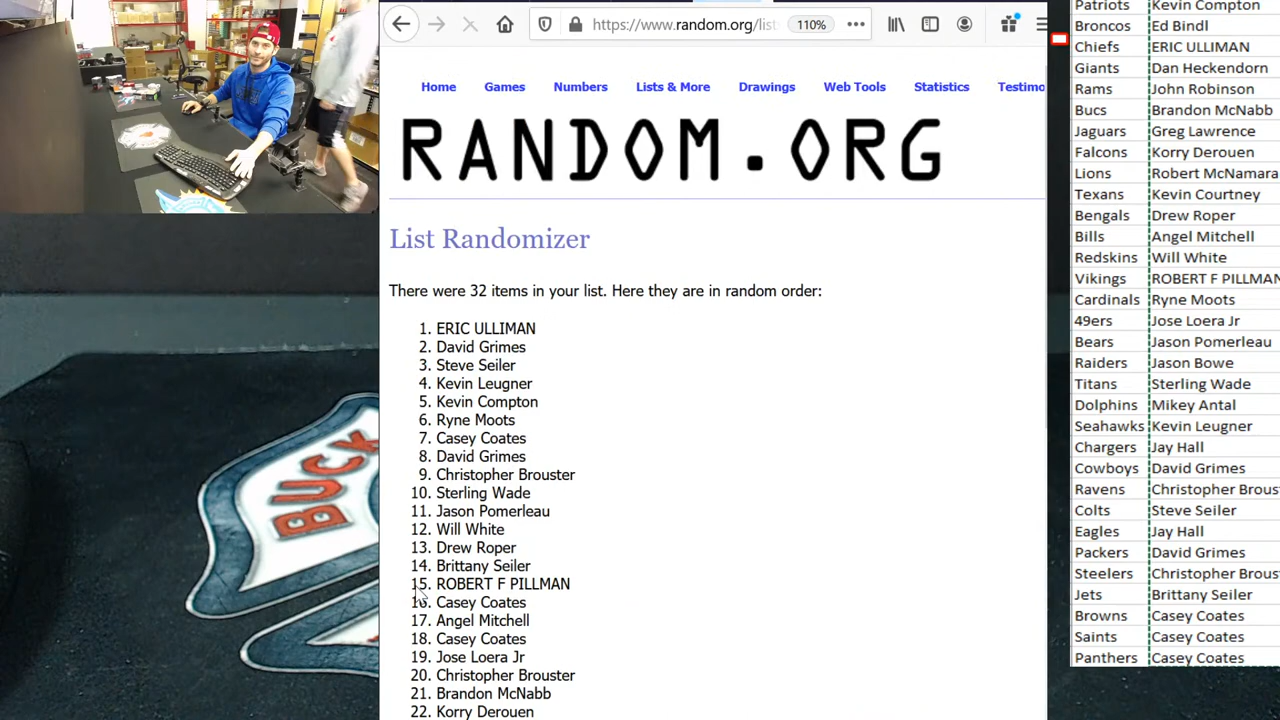 https://www.random.org/list
110%
Home Games Numbers Lists & More Drawings Web Tools Statistics Testimo
RANDOM.ORG
List Randomizer
There were 32 items in your list. Here they are in random order:
1. ERIC ULLIMAN
2. David Grimes
3. Steve Seiler
4. Kevin Leugner
5. Kevin Compton
6. Ryne Moots
7. Casey Coates
8. David Grimes
9. Christopher Brouster
10. Sterling Wade
11. Jason Pomerleau
12. Will White
13. Drew Roper
14. Brittany Seiler
15. ROBERT F PILLMAN
16. Casey Coates
17. Angel Mitchell
18. Casey Coates
19. Jose Loera Jr
20. Christopher Brouster
21. Brandon McNabb
22. Korry Derouen
Patriots Kevin Compton
Broncos Ed Bindl
Chiefs ERIC ULLIMAN
Giants Dan Heckendorn
Rams John Robinson
Bucs Brandon McNabb
Jaguars Greg Lawrence
Falcons Korry Derouen
Lions Robert McNamara
Texans Kevin Courtney
Bengals Drew Roper
Bills Angel Mitchell
Redskins Will White
Vikings ROBERT F PILLMAN
Cardinals Ryne Moots
49ers Jose Loera Jr
Bears Jason Pomerleau
Raiders Jason Bowe
Titans Sterling Wade
Dolphins Mikey Antal
Seahawks Kevin Leugner
Chargers Jay Hall
Cowboys David Grimes
Ravens Christopher Brous
Colts Steve Seiler
Eagles Jay Hall
Packers David Grimes
Steelers Christopher Brous
Jets Brittany Seiler
Browns Casey Coates
Saints Casey Coates
Panthers Casey Coates
BUCK